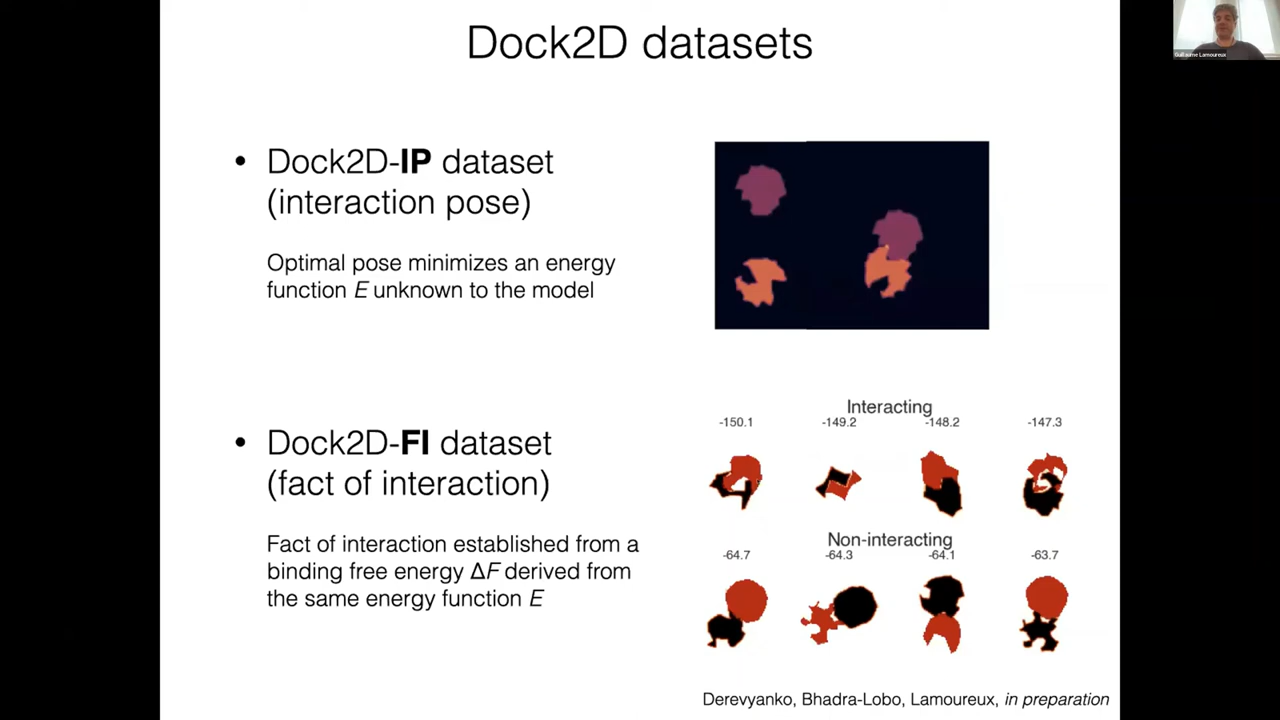 Dock2D datasets
• Dock2D-IP dataset
(interaction pose)
Optimal pose minimizes an energy
function E unknown to the model
• Dock2D-FI dataset
(fact of interaction)
Fact of interaction established from a
binding free energy ΔF derived from
the same energy function E
Interacting
-150.1 -149.2 -148.2 -147.3
Non-interacting
-64.7 -64.3 -64.1 -63.7
Derevyanko, Bhadra-Lobo, Lamoureux, in preparation
Guillaume Lamoureux